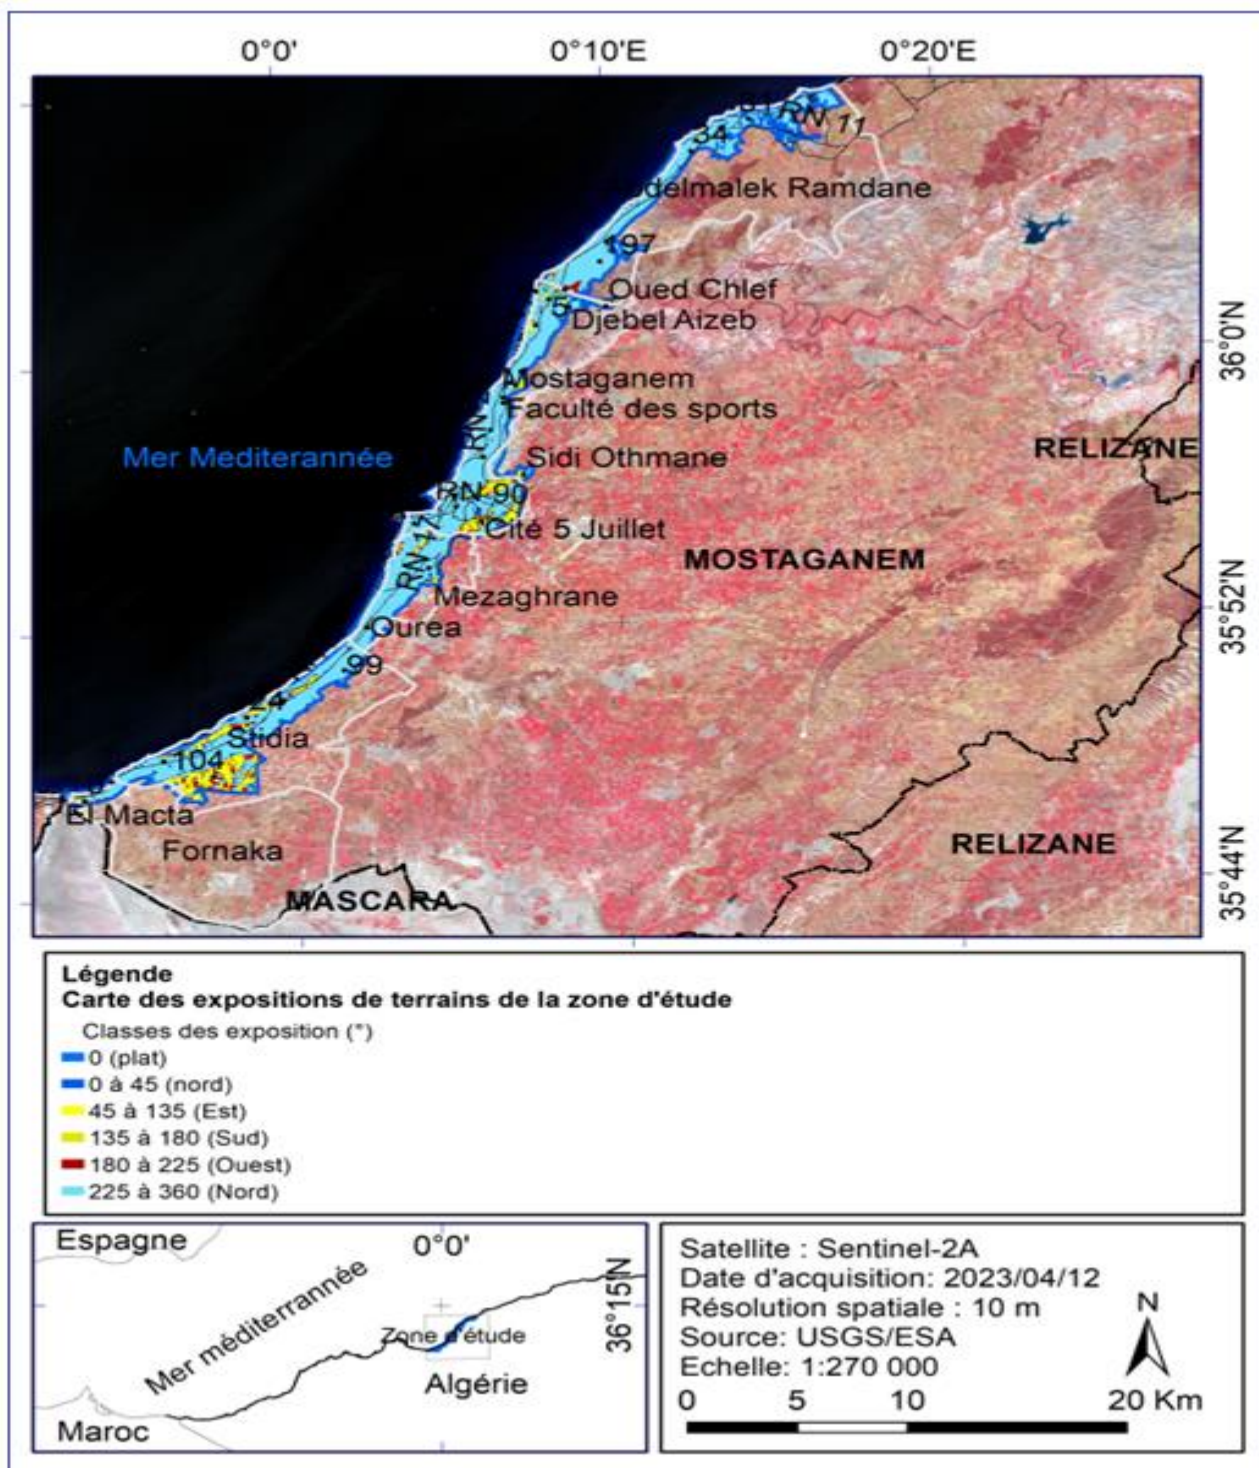 0°0'
0°10'E
0°20'E
RN 11
34
Abdelmalek Ramdane
197
Oued Chlef
5
Djebel Aizeb
36°0'N
Mostaganem
Faculté des sports
RELIZANE
Mer Mediterannée
Sidi Othmane
RN 90
Cité 5 Juillet
MOSTAGANEM
RN 17
Mezaghrane
35°52'N
Ourea
99
4
Stidia
104
El Macta
Fornaka
RELIZANE
35°44'N
MASCARA
Légende
Carte des expositions de terrains de la zone d'étude
Classes des exposition (°)
0 (plat)
0 à 45 (nord)
45 à 135 (Est)
135 à 180 (Sud)
180 à 225 (Ouest)
225 à 360 (Nord)
Espagne
0°0'
Mer méditerrannée
36°15'N
Zone d'étude
Algérie
Maroc
Satellite : Sentinel-2A
Date d'acquisition: 2023/04/12
Résolution spatiale : 10 m
Source: USGS/ESA
Echelle: 1:270 000
N
0 5 10 20 Km